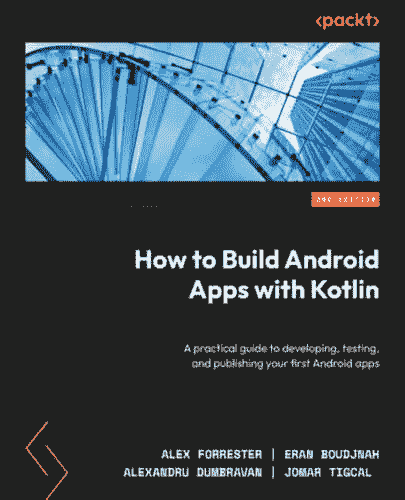 <packt>
2ND EDITION
How to Build Android
Apps with Kotlin
A practical guide to developing, testing,
and publishing your first Android apps
ALEX FORRESTER | ERAN BOUDJNAH
ALEXANDRU DUMBRAVAN | JOMAR TIGCAL